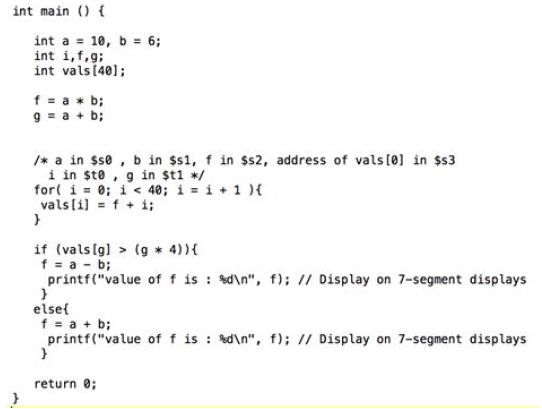 int main () {
int a = 10, b = 6;
int i,f,g;
int vals[40];
f = a * b;
g = a + b;
/* a in $s0 , b in $s1, f in $s2, address of vals[0] in $s3
i in $t0 , g in $t1 */
for( i = 0; i < 40; i = i + 1 ){
vals[i] = f + i;
}
if (vals[g] > (g * 4)){
f = a - b;
printf("value of f is : %d\n", f); // Display on 7-segment displays
}
else{
f = a + b;
printf("value of f is : %d\n", f); // Display on 7-segment displays
}
return 0;
}